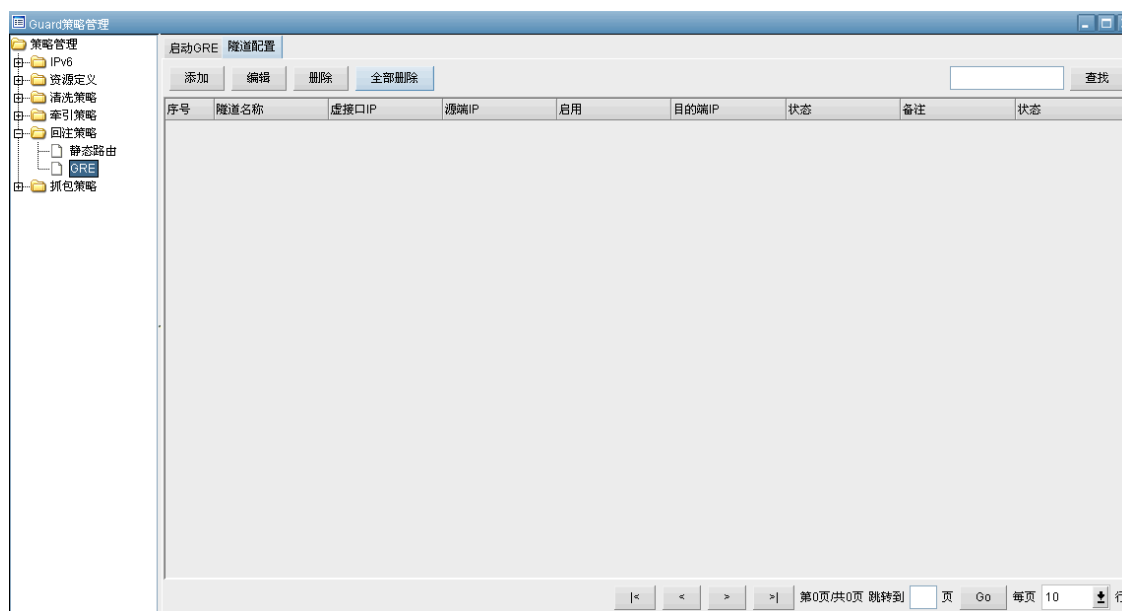 Guard策略管理
策略管理
IPv6
资源定义
清洗策略
牵引策略
回注策略
静态路由
GRE
抓包策略
启动GRE 隧道配置
添加 编辑 删除 全部删除 查找
序号 隧道名称 虚接口IP 源端IP 启用 目的端IP 状态 备注 状态
|< < > >| 第0页/共0页 跳转到 页 Go 每页 10 行